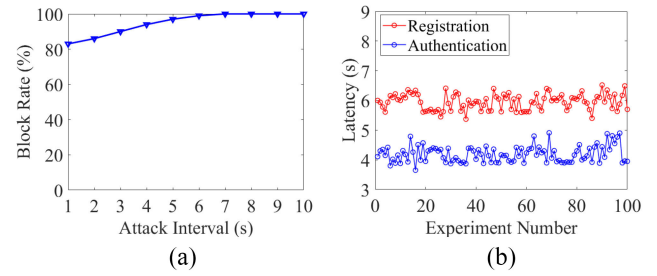 100
80
60
40
20
0
Block Rate (%)
1 2 3 4 5 6 7 8 9 10
Attack Interval (s)
(a)
9
8
7
6
5
4
3
Latency (s)
Registration
Authentication
0 20 40 60 80 100
Experiment Number
(b)